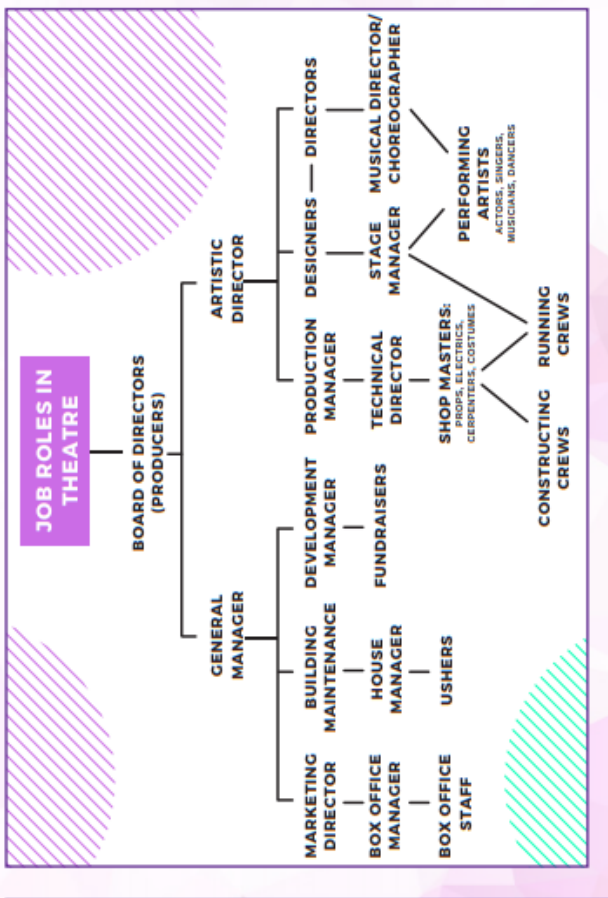 JOB ROLES IN
THEATRE
BOARD OF DIRECTORS
(PRODUCERS)
GENERAL
MANAGER
ARTISTIC
DIRECTOR
MARKETING
DIRECTOR
BUILDING
MAINTENANCE
DEVELOPMENT
MANAGER
PRODUCTION
MANAGER
DESIGNERS
DIRECTORS
BOX OFFICE
MANAGER
HOUSE
MANAGER
FUNDRAISERS
TECHNICAL
DIRECTOR
STAGE
MANAGER
MUSICAL DIRECTOR/
CHOREOGRAPHER
BOX OFFICE
STAFF
USHERS
SHOP MASTERS:
PROPS, ELECTRICS,
CERPENTERS, COSTUMES
PERFORMING
ARTISTS
ACTORS, SINGERS,
MUSICIANS, DANCERS
CONSTRUCTING
CREWS
RUNNING
CREWS